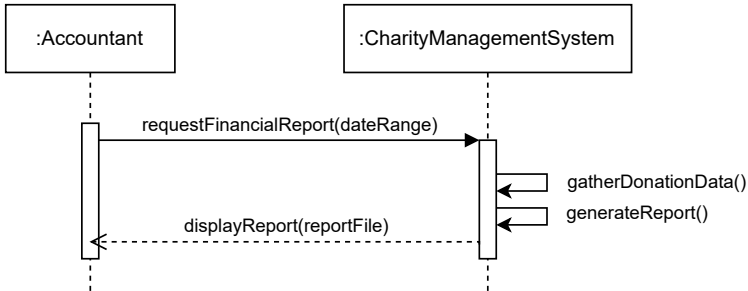 :Accountant
:CharityManagementSystem
requestFinancialReport(dateRange)
gatherDonationData()
generateReport()
displayReport(reportFile)